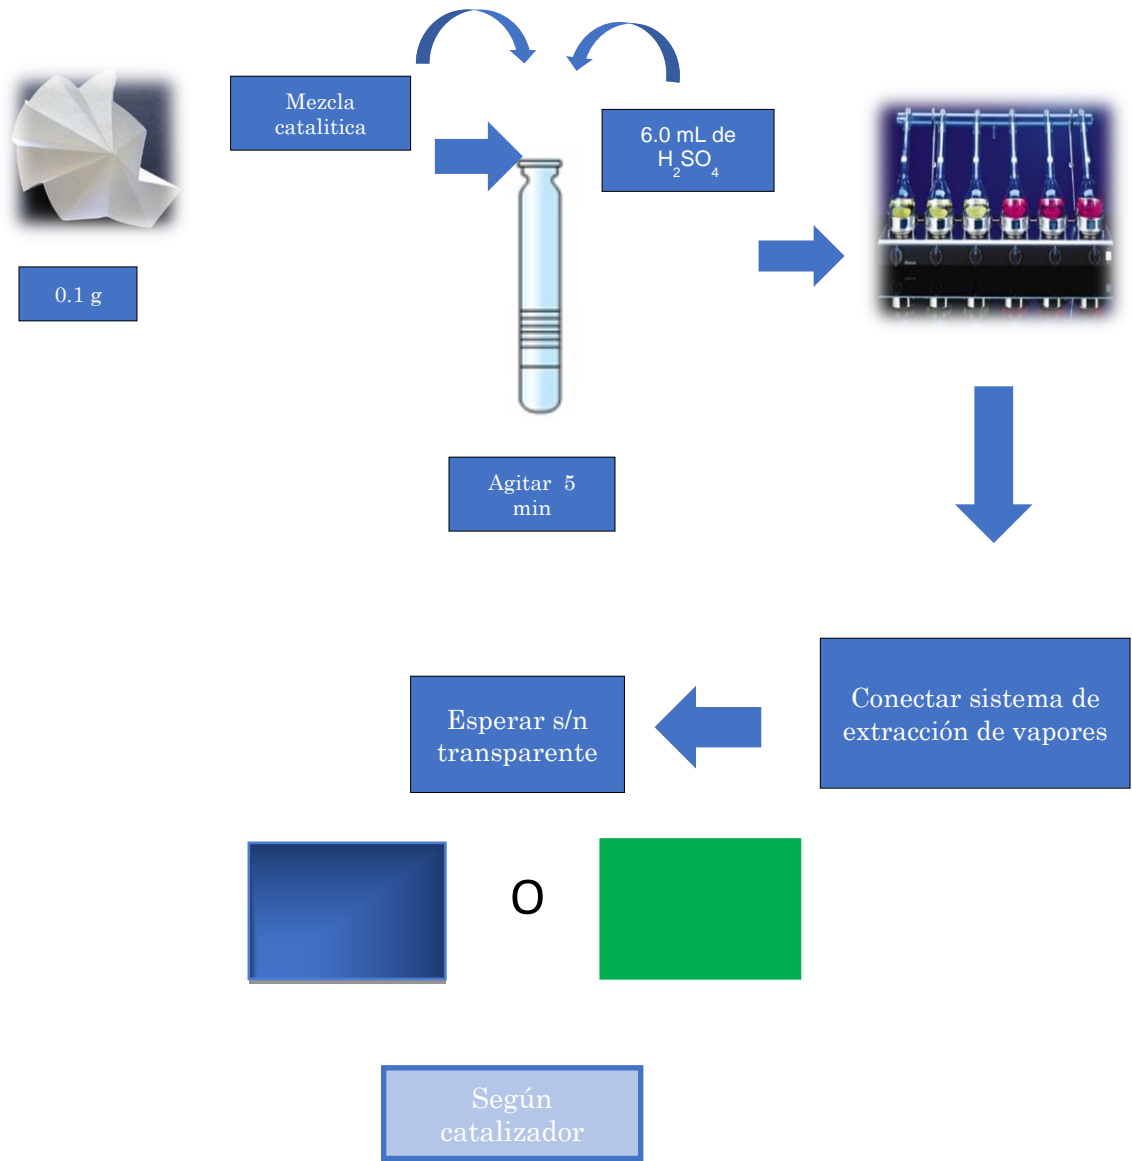 Mezcla
catalitica
6.0 mL de
H2SO4
0.1 g
Agitar 5
min
Conectar sistema de
extracción de vapores
Esperar s/n
transparente
O
Según
catalizador